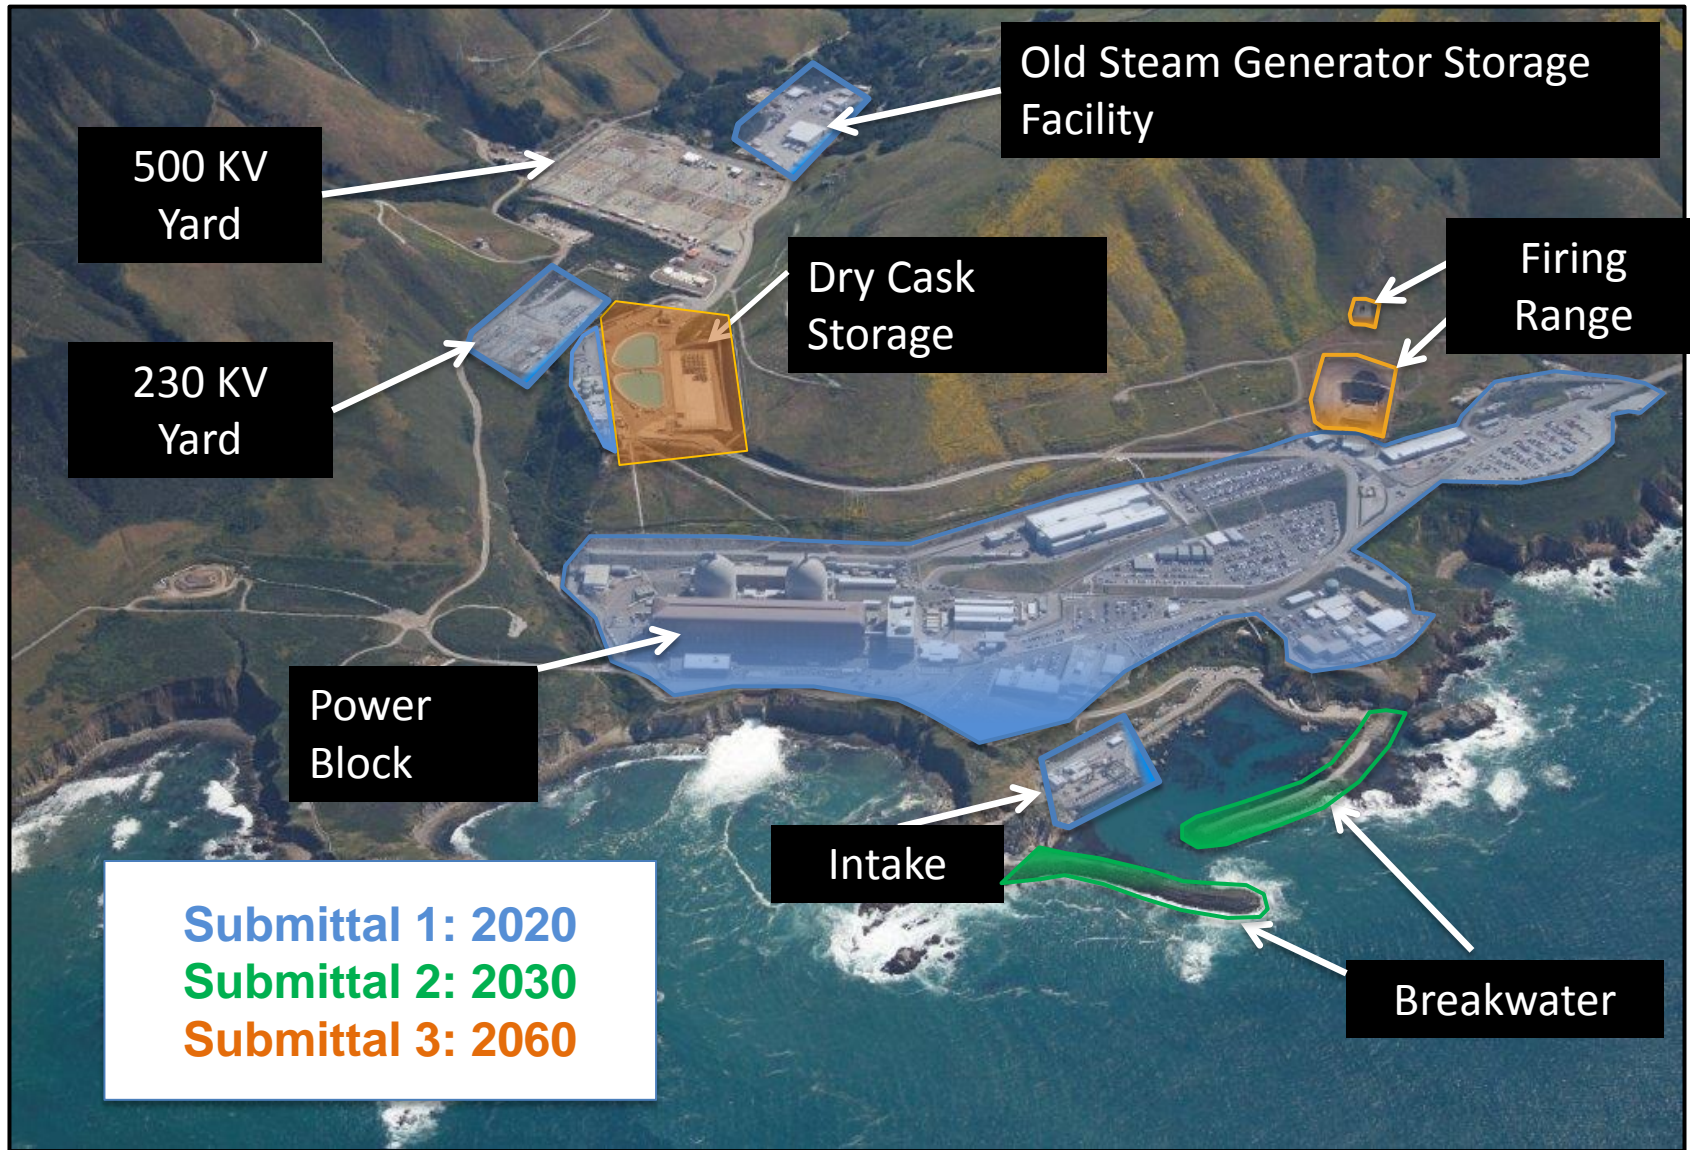 Old Steam Generator Storage
Facility
500 KV
Yard
Dry Cask
Storage
Firing
Range
230 KV
Yard
Power
Block
Intake
Breakwater
Submittal 1: 2020
Submittal 2: 2030
Submittal 3: 2060